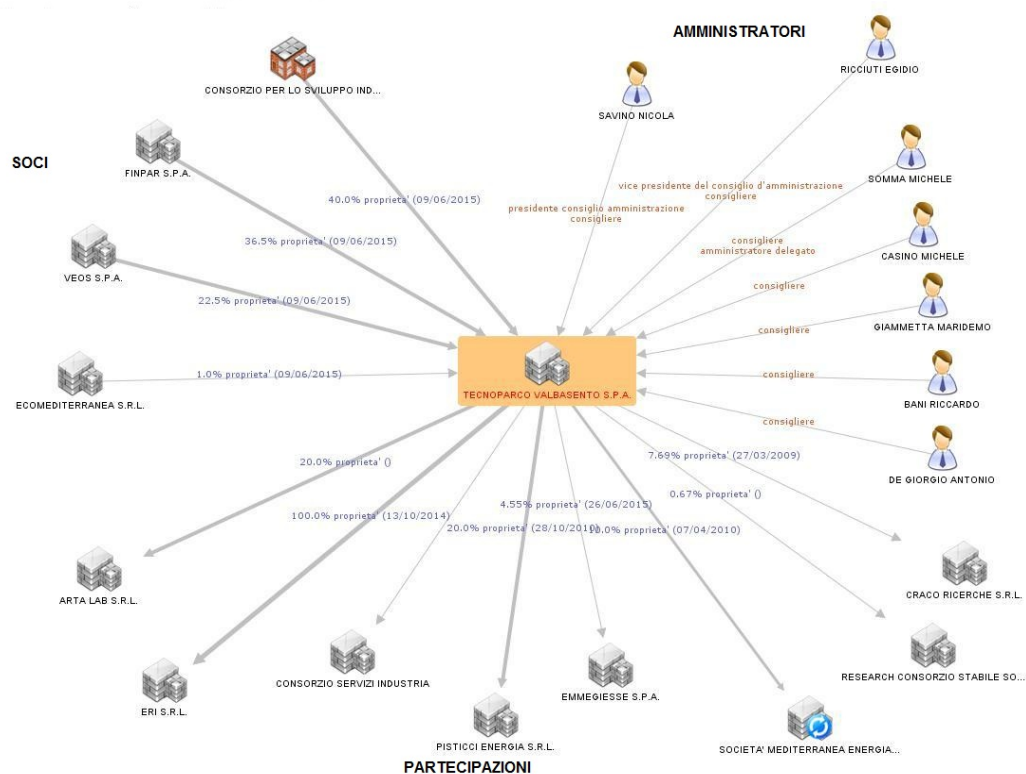 AMMINISTRATORI
RICCIUTI EGIDIO
CONSORZIO PER LO SVILUPPO IND...
SAVINO NICOLA
SOCI
FINPAR S.P.A.
SOMMA MICHELE
vice presidente del consiglio d'amministrazione
consigliere
40.0% proprieta' (09/06/2015)
presidente consiglio amministrazione
consigliere
36.5% proprieta' (09/06/2015)
consigliere
amministratore delegato
CASINO MICHELE
VEOS S.P.A.
consigliere
22.5% proprieta' (09/06/2015)
GIAMMETTA MARIDEMO
consigliere
1.0% proprieta' (09/06/2015)
consigliere
ECOMEDITERRANEA S.R.L.
TECNOPARCO VALBASENTO S.P.A.
BANI RICCARDO
consigliere
7.69% proprieta' (27/03/2009)
20.0% proprieta' ()
DE GIORGIO ANTONIO
0.67% proprieta' ()
4.55% proprieta' (26/06/2015)
100.0% proprieta' (13/10/2014)
20.0% proprieta' (28/10/2010)
10.0% proprieta' (07/04/2010)
ARTA LAB S.R.L.
CRACO RICERCHE S.R.L.
CONSORZIO SERVIZI INDUSTRIA
RESEARCH CONSORZIO STABILE SO...
EMMEGIESSE S.P.A.
ERI S.R.L.
PISTICCI ENERGIA S.R.L.
SOCIETA' MEDITERRANEA ENERGIA...
PARTECIPAZIONI